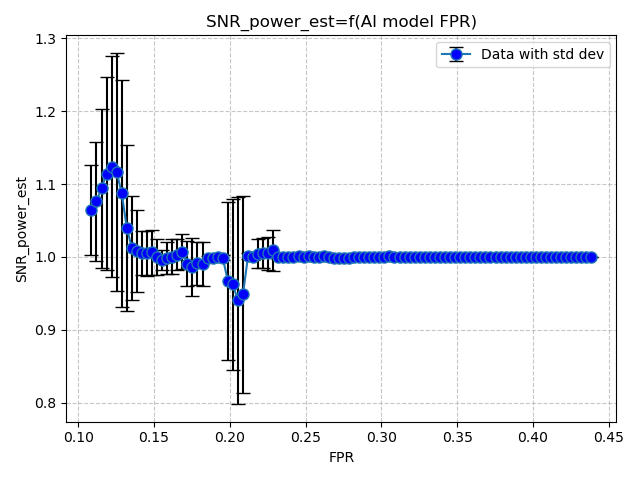 SNR_power_est=f(AI model FPR)
Data with std dev
SNR_power_est
1.3
1.2
1.1
1.0
0.9
0.8
0.10 0.15 0.20 0.25 0.30 0.35 0.40 0.45
FPR